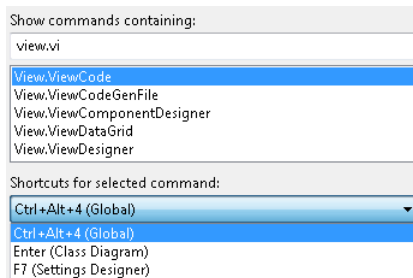 Show commands containing:
view.vi
View.ViewCode
View.ViewCodeGenFile
View.ViewComponentDesigner
View.ViewDataGrid
View.ViewDesigner
Shortcuts for selected command:
Ctrl+Alt+4 (Global)
Ctrl+Alt+4 (Global)
Enter (Class Diagram)
F7 (Settings Designer)